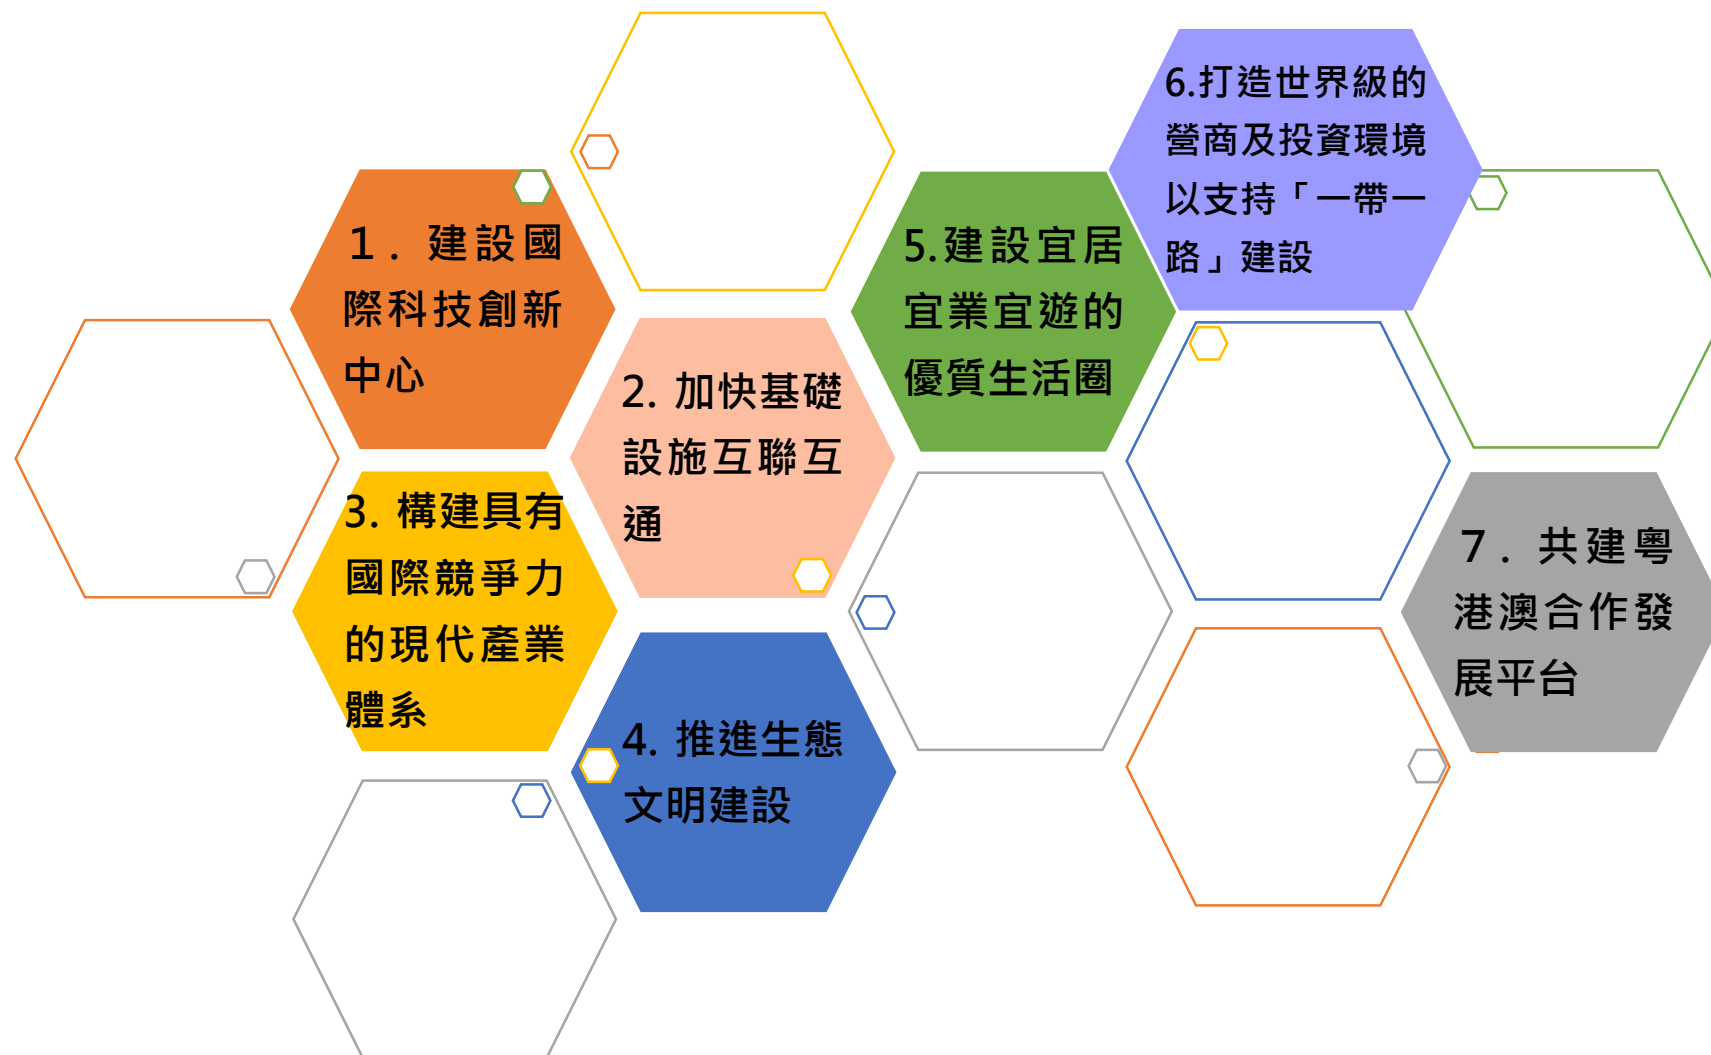 1. 建設國
際科技創新
中心
2. 加快基礎
設施互聯互
通
3. 構建具有
國際競爭力
的現代產業
體系
4. 推進生態
文明建設
5.建設宜居
宜業宜遊的
優質生活圈
6.打造世界級的
營商及投資環境
以支持「一帶一
路」建設
7. 共建粵
港澳合作發
展平台